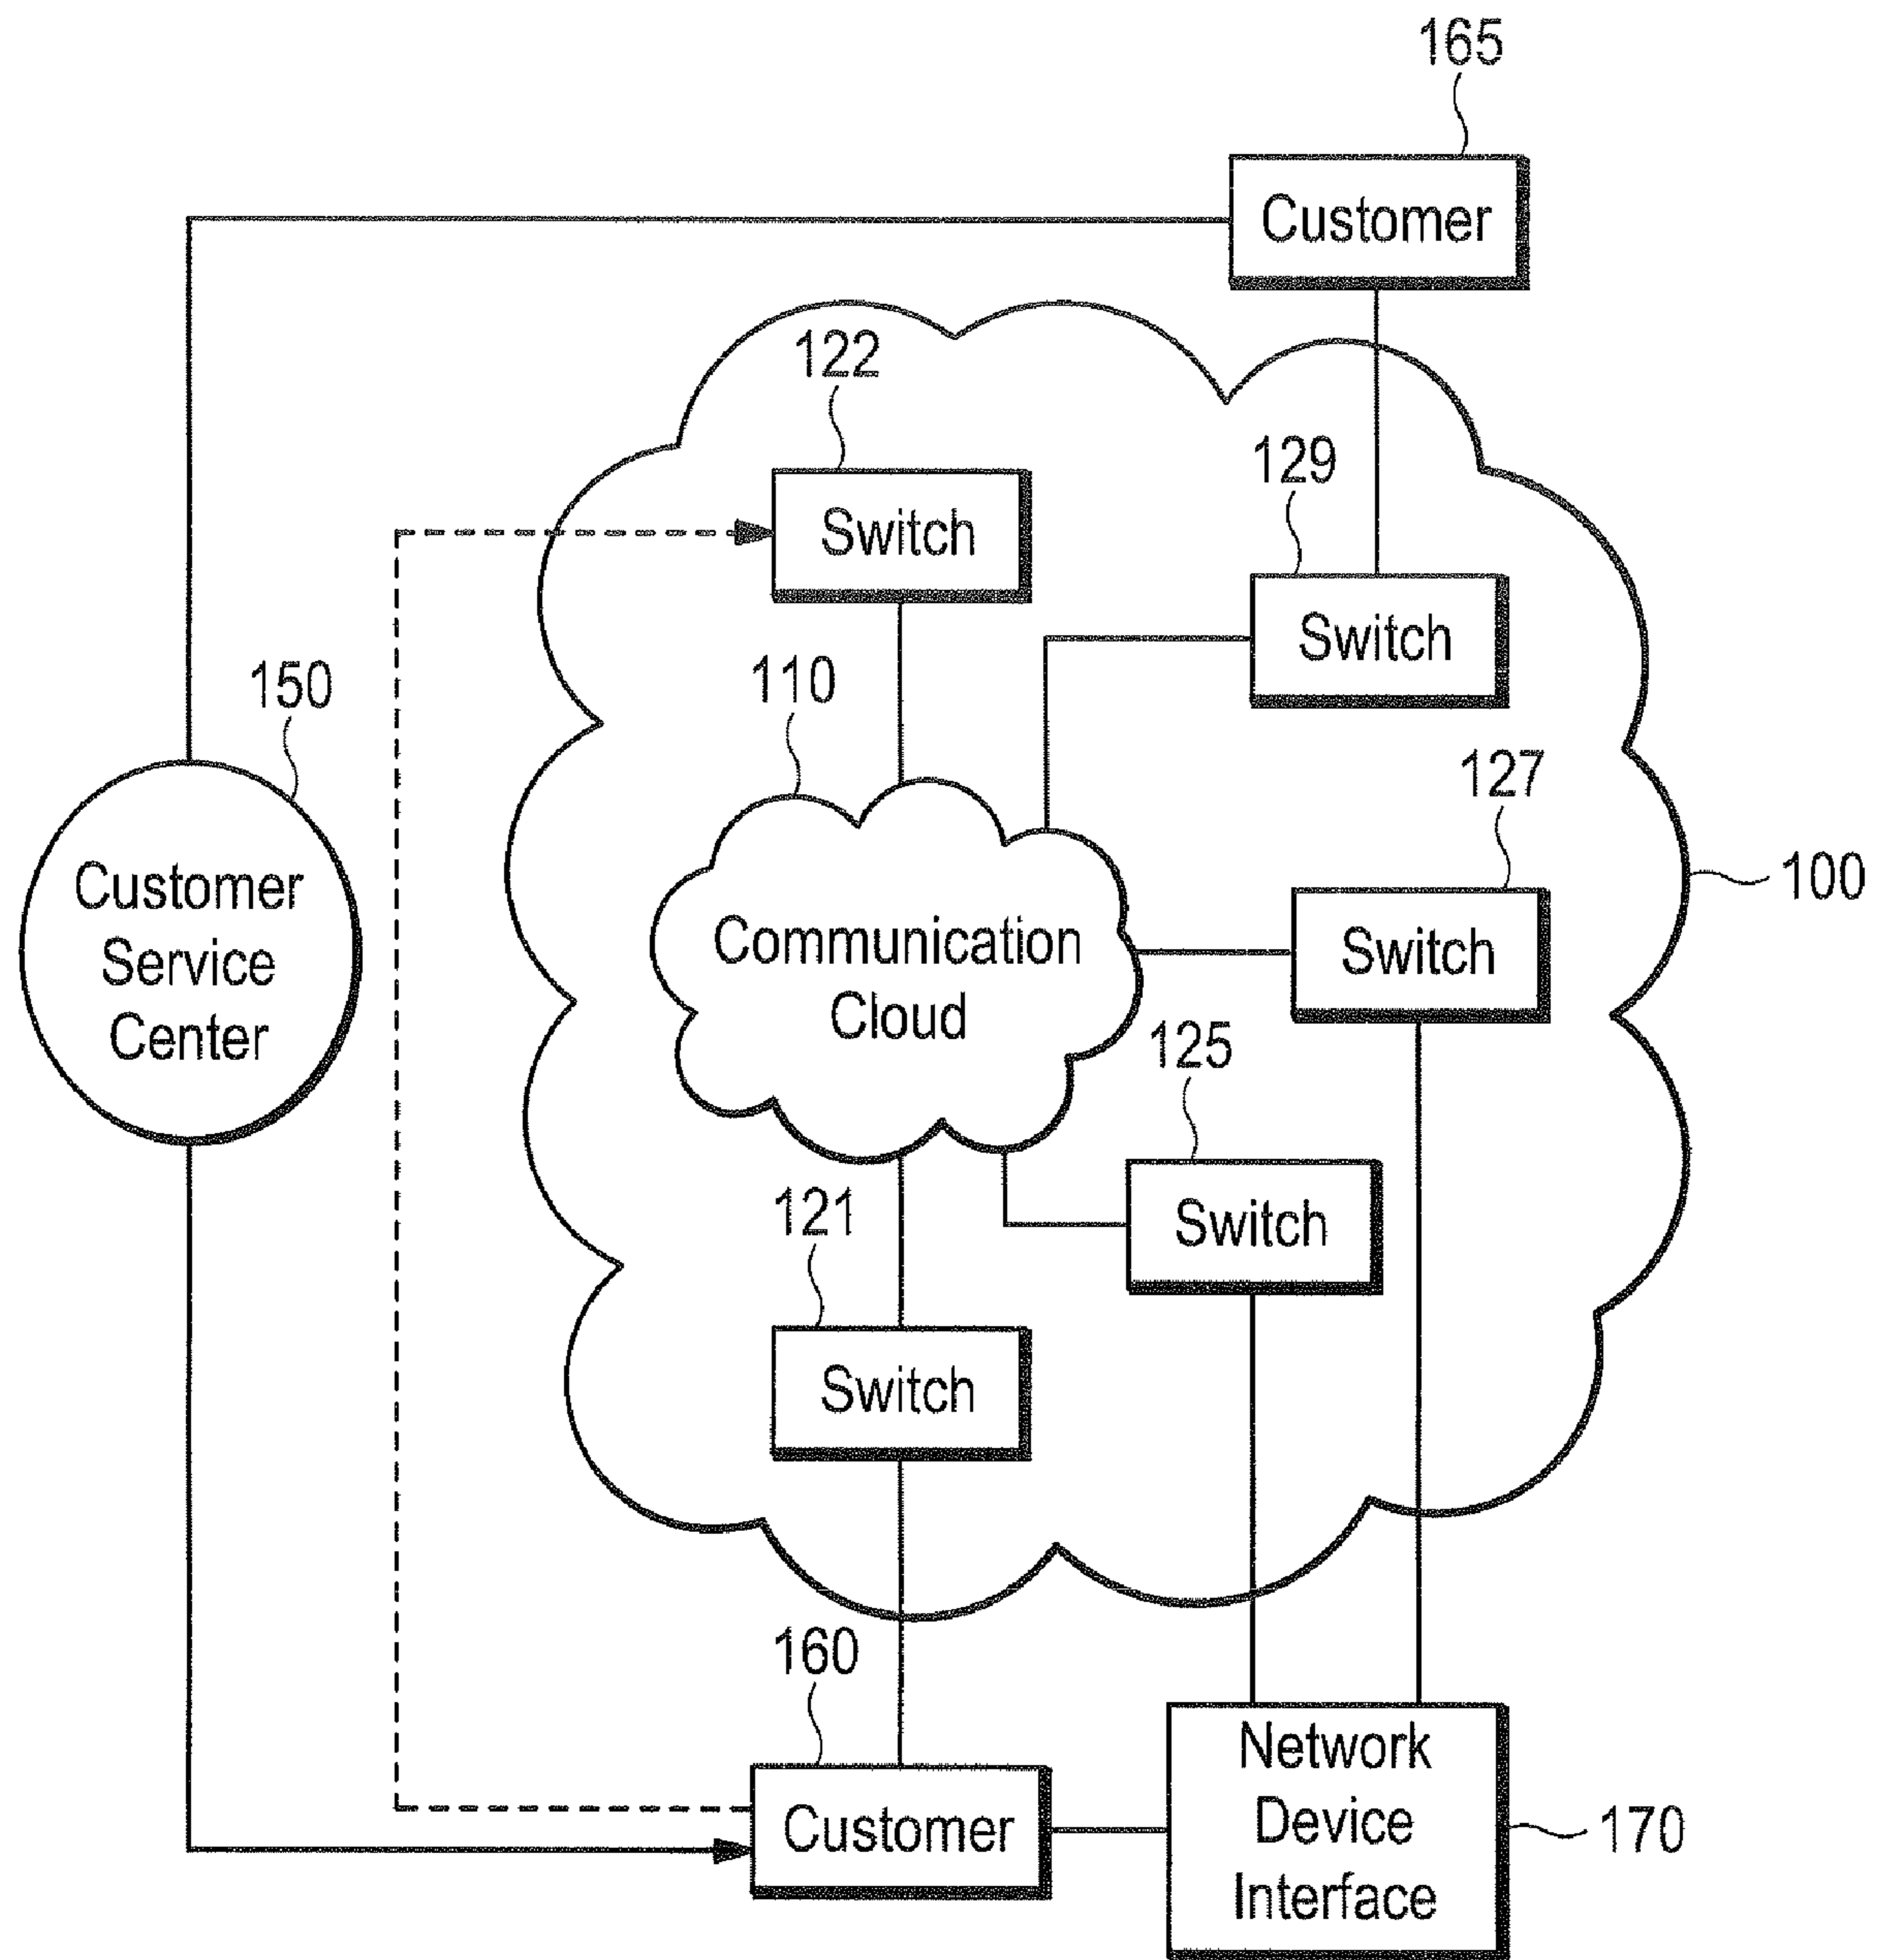 165
Customer
122
Switch
129
Switch
110
150
127
Customer
Service
Center
Communication
Cloud
Switch
100
125
Switch
121
Switch
160
Customer
Network
Device
Interface
170